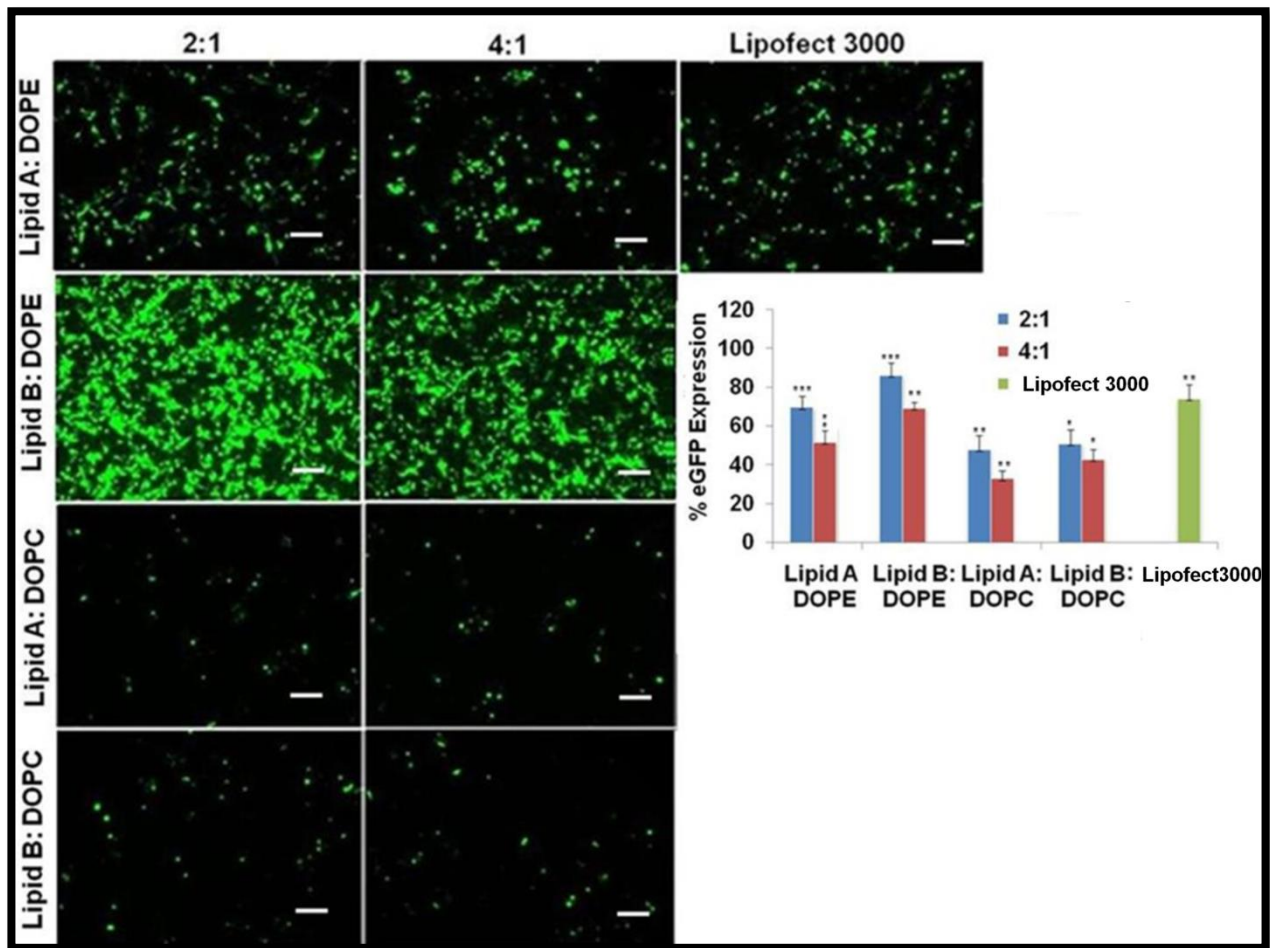 2:1
4:1
Lipofect 3000
Lipid A: DOPE
Lipid B: DOPE
Lipid A: DOPC
Lipid B: DOPC
% eGFP Expression
120
100
80
60
40
20
0
2:1
4:1
Lipofect 3000
***
**
***
**
**
**
*
*
**
Lipid A
DOPE
Lipid B:
DOPE
Lipid A:
DOPC
Lipid B:
DOPC
Lipofect3000